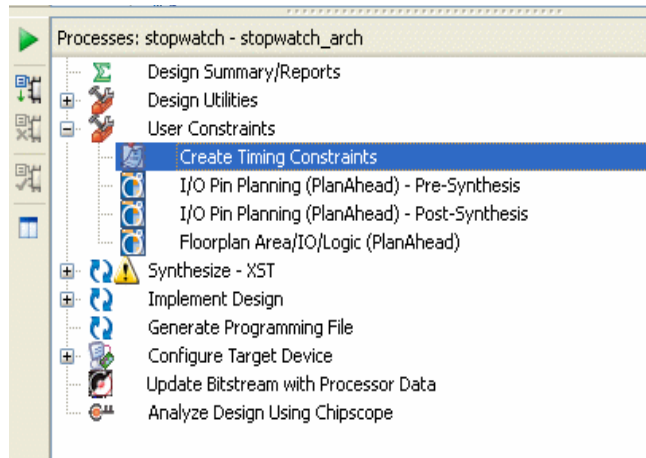 Processes: stopwatch - stopwatch_arch
Design Summary/Reports
Design Utilities
User Constraints
Create Timing Constraints
I/O Pin Planning (PlanAhead) - Pre-Synthesis
I/O Pin Planning (PlanAhead) - Post-Synthesis
Floorplan Area/IO/Logic (PlanAhead)
Synthesize - XST
Implement Design
Generate Programming File
Configure Target Device
Update Bitstream with Processor Data
Analyze Design Using Chipscope